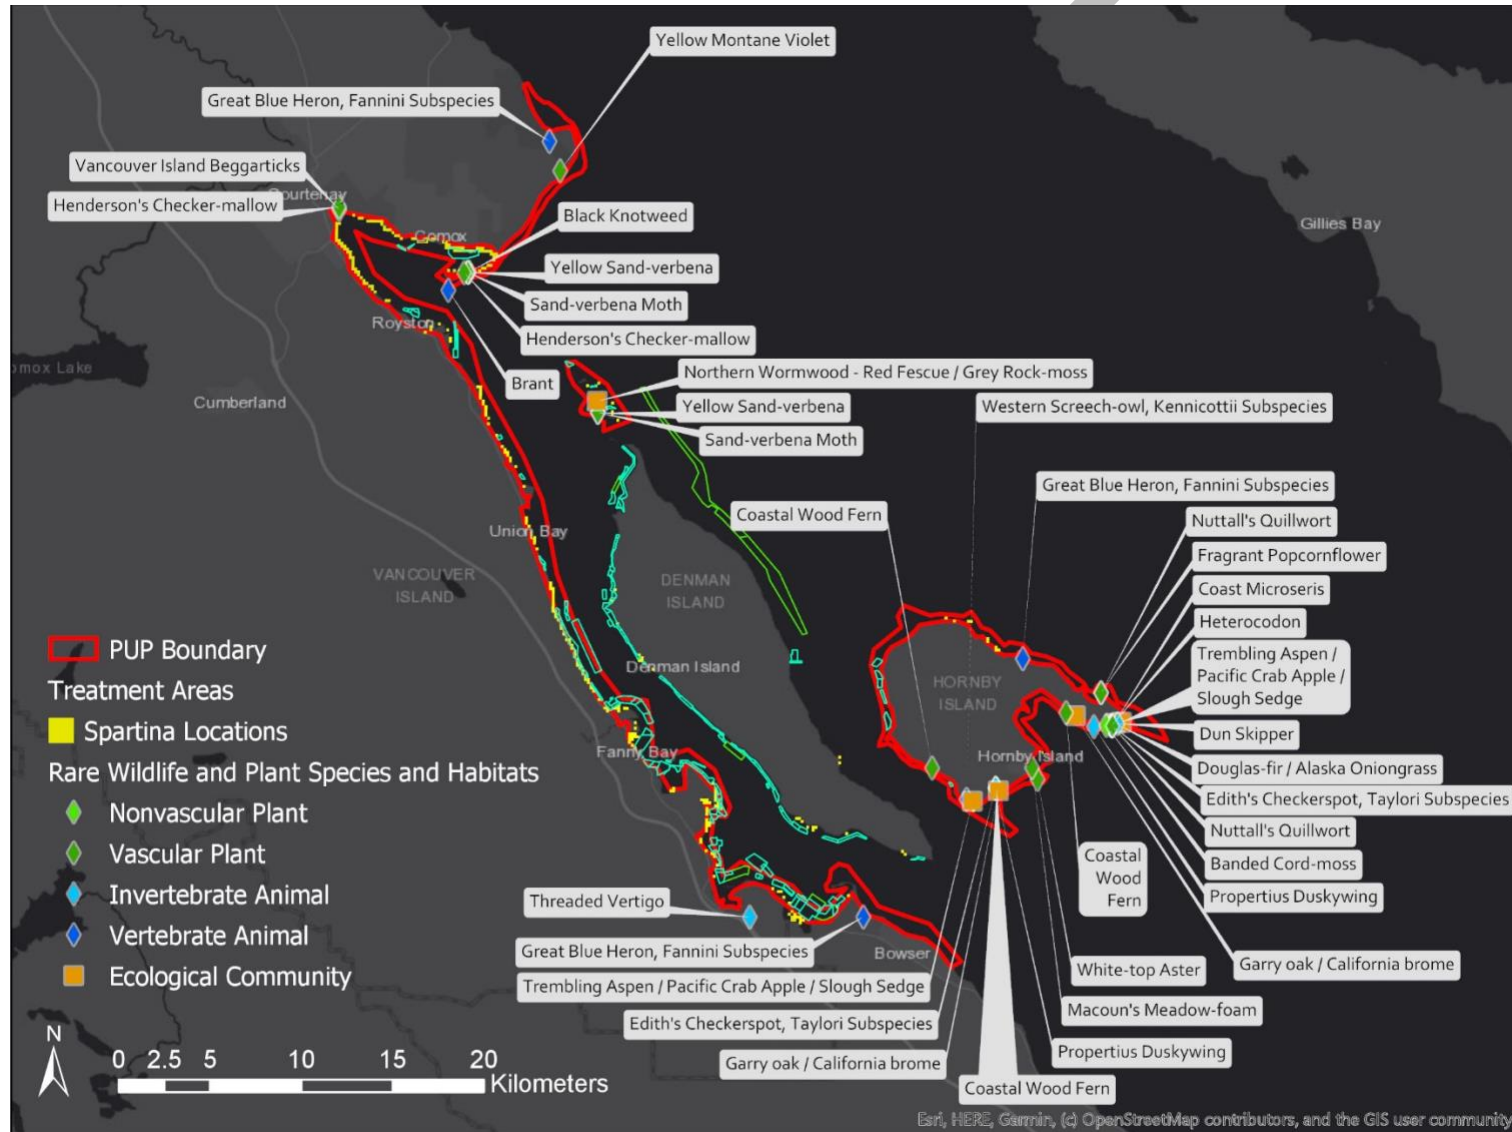 Yellow Montane Violet
Great Blue Heron, Fannini Subspecies
Vancouver Island Beggarticks
Courtenay
Henderson's Checker-mallow
Black Knotweed
Comox
Gillies Bay
Yellow Sand-verbena
Sand-verbena Moth
Royston
Henderson's Checker-mallow
omox Lake
Northern Wormwood - Red Fescue / Grey Rock-moss
Brant
Cumberland
Yellow Sand-verbena
Western Screech-owl, Kennicottii Subspecies
Sand-verbena Moth
Great Blue Heron, Fannini Subspecies
Coastal Wood Fern
Nuttall's Quillwort
Union Bay
Fragrant Popcornflower
VANCOUVER
ISLAND
DENMAN
ISLAND
Coast Microseris
Heterocodon
PUP Boundary
Trembling Aspen /
Pacific Crab Apple /
Slough Sedge
Denman Island
HORNBY
ISLAND
Treatment Areas
Spartina Locations
Dun Skipper
Fanny Bay
Hornby Island
Douglas-fir / Alaska Oniongrass
Rare Wildlife and Plant Species and Habitats
Edith's Checkerspot, Taylori Subspecies
Nonvascular Plant
Nuttall's Quillwort
Vascular Plant
Coastal
Wood
Fern
Banded Cord-moss
Invertebrate Animal
Threaded Vertigo
Propertius Duskywing
Vertebrate Animal
Great Blue Heron, Fannini Subspecies
Bowser
Ecological Community
White-top Aster
Garry oak / California brome
Trembling Aspen / Pacific Crab Apple / Slough Sedge
Macoun's Meadow-foam
Edith's Checkerspot, Taylori Subspecies
N
Propertius Duskywing
Garry oak / California brome
0 2.5 5 10 15 20
Kilometers
Coastal Wood Fern
Esri, HERE, Garmin, (c) OpenStreetMap contributors, and the GIS user community